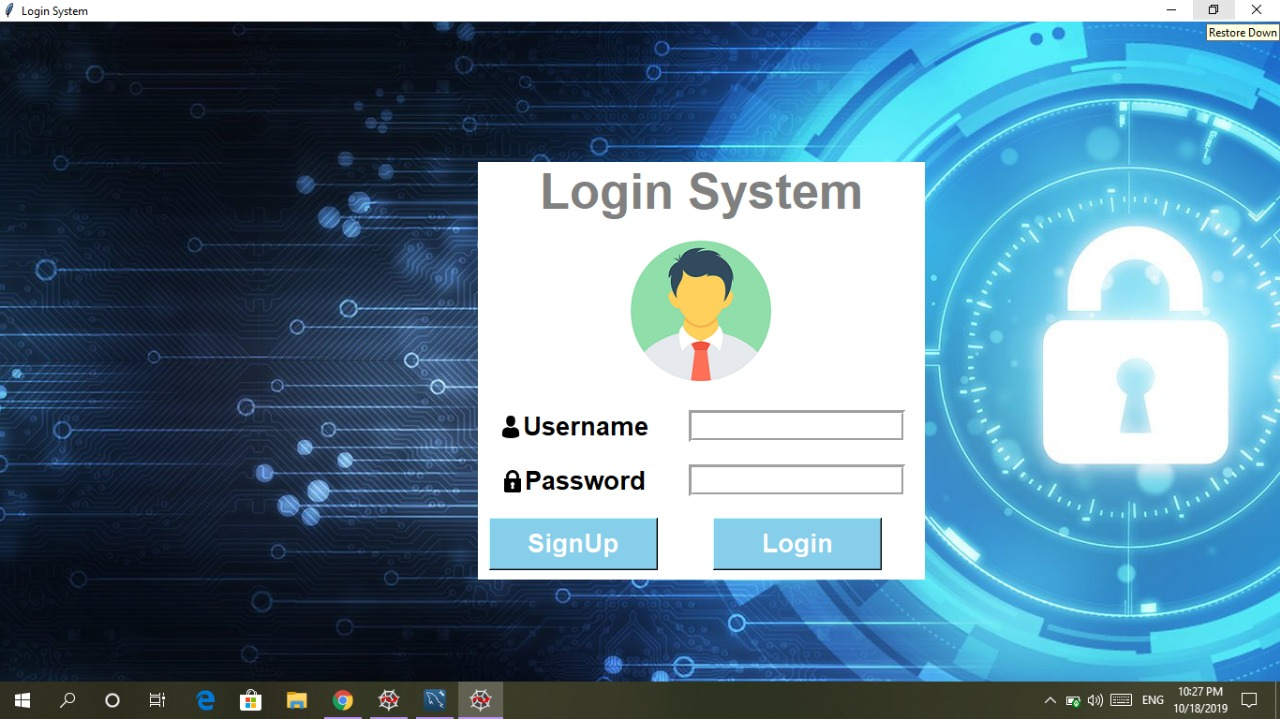 Login System
Restore Down
Login System
Username
Password
SignUp Login
ENG 10:27 PM
10/18/2019